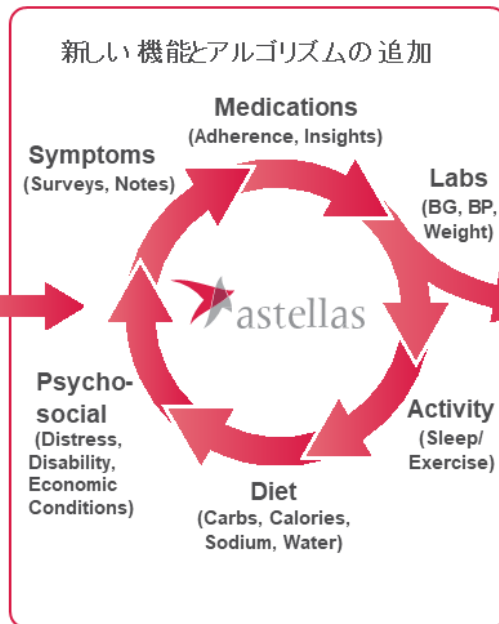 新しい機能とアルゴリズムの追加
Medications
(Adherence, Insights)
Symptoms
(Surveys, Notes)
Labs
(BG, BP,
Weight)
astellas
Psycho-
social
(Distress,
Disability,
Economic
Conditions)
Activity
(Sleep/
Exercise)
Diet
(Carbs, Calories,
Sodium, Water)